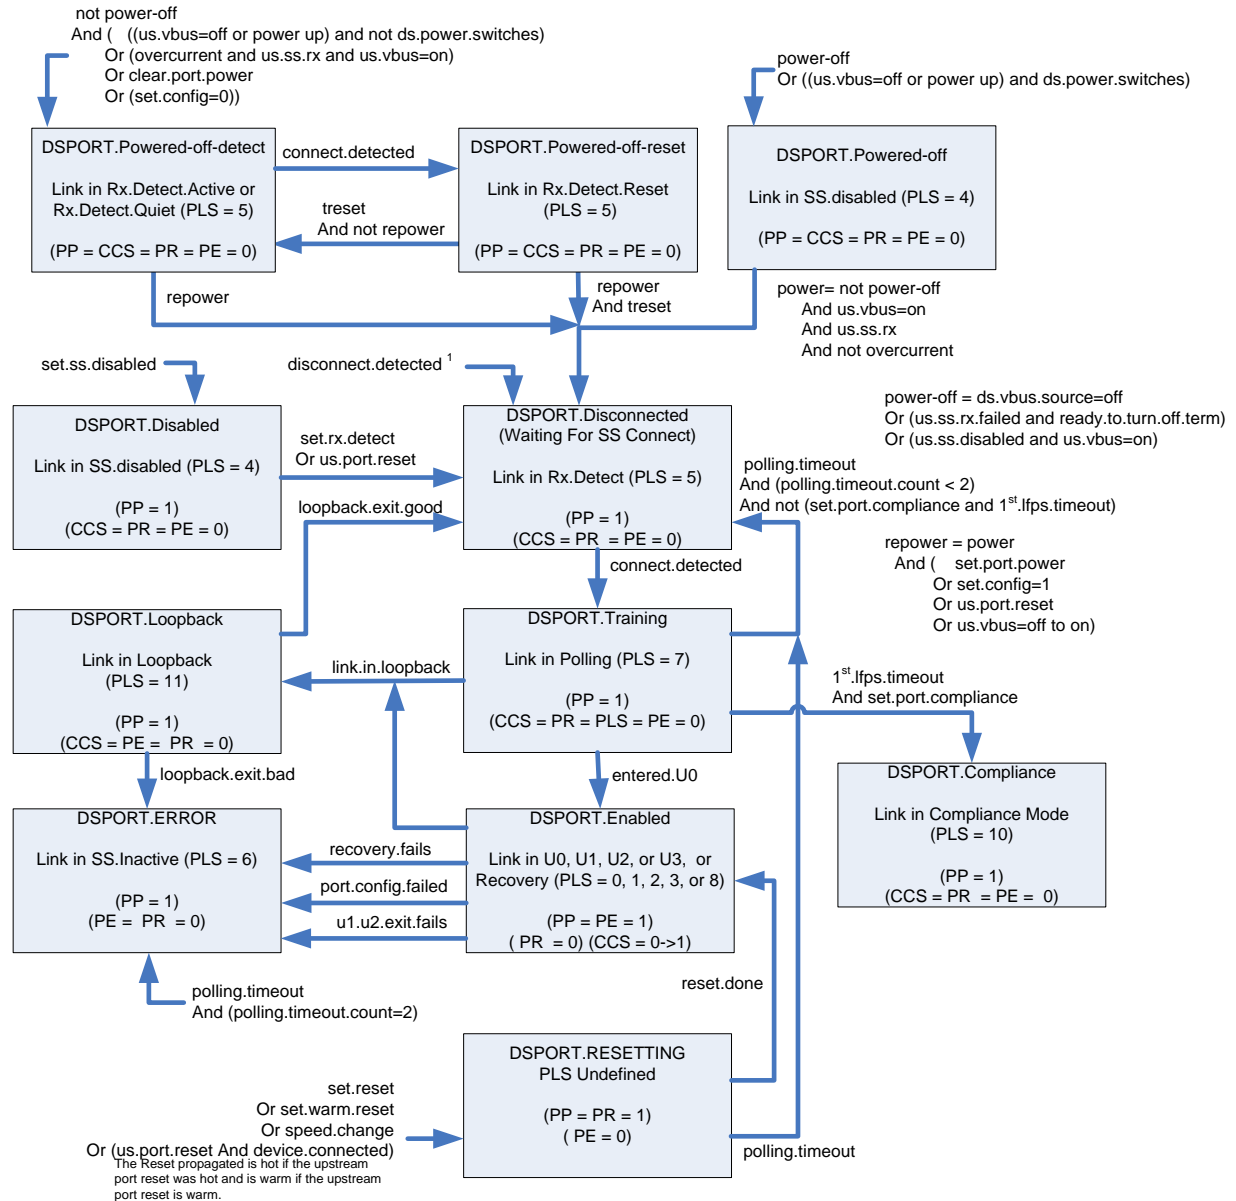 not power-off
And ( ((us.vbus=off or power up) and not ds.power.switches)
Or (overcurrent and us.ss.rx and us.vbus=on)
Or clear.port.power
Or (set.config=0))
power-off
Or ((us.vbus=off or power up) and ds.power.switches)
DSPORT.Powered-off-detect
Link in Rx.Detect.Active or
Rx.Detect.Quiet (PLS = 5)
(PP = CCS = PR = PE = 0)
connect.detected
treset
And not repower
DSPORT.Powered-off-reset
Link in Rx.Detect.Reset
(PLS = 5)
(PP = CCS = PR = PE = 0)
DSPORT.Powered-off
Link in SS.disabled (PLS = 4)
(PP = CCS = PR = PE = 0)
repower
repower
And treset
power= not power-off
And us.vbus=on
And us.ss.rx
And not overcurrent
set.ss.disabled
disconnect.detected 1
power-off = ds.vbus.source=off
Or (us.ss.rx.failed and ready.to.turn.off.term)
Or (us.ss.disabled and us.vbus=on)
DSPORT.Disabled
Link in SS.disabled (PLS = 4)
(PP = 1)
(CCS = PR = PE = 0)
set.rx.detect
Or us.port.reset
loopback.exit.good
DSPORT.Disconnected
(Waiting For SS Connect)
Link in Rx.Detect (PLS = 5)
(PP = 1)
(CCS = PR = PE = 0)
polling.timeout
And (polling.timeout.count < 2)
And not (set.port.compliance and 1st.lfps.timeout)
repower = power
And ( set.port.power
Or set.config=1
Or us.port.reset
Or us.vbus=off to on)
connect.detected
DSPORT.Loopback
Link in Loopback
(PLS = 11)
(PP = 1)
(CCS = PE = PR = 0)
link.in.loopback
DSPORT.Training
Link in Polling (PLS = 7)
(PP = 1)
(CCS = PR = PLS = PE = 0)
1st.lfps.timeout
And set.port.compliance
loopback.exit.bad
entered.U0
DSPORT.Compliance
Link in Compliance Mode
(PLS = 10)
(PP = 1)
(CCS = PR = PE = 0)
DSPORT.ERROR
Link in SS.Inactive (PLS = 6)
(PP = 1)
(PE = PR = 0)
recovery.fails
port.config.failed
u1.u2.exit.fails
DSPORT.Enabled
Link in U0, U1, U2, or U3, or
Recovery (PLS = 0, 1, 2, 3, or 8)
(PP = PE = 1)
( PR = 0) (CCS = 0->1)
polling.timeout
And (polling.timeout.count=2)
reset.done
DSPORT.RESETTING
PLS Undefined
(PP = PR = 1)
( PE = 0)
set.reset
Or set.warm.reset
Or speed.change
Or (us.port.reset And device.connected)
The Reset propagated is hot if the upstream
port reset was hot and is warm if the upstream
port reset is warm.
polling.timeout